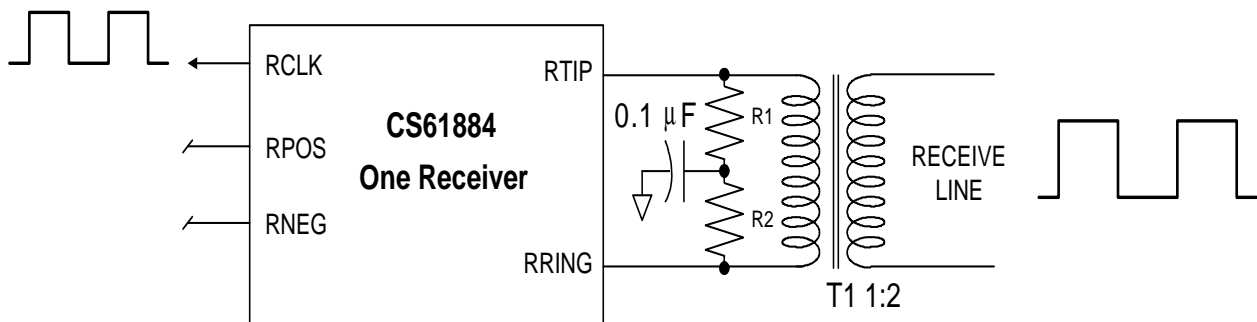 RCLK
RTIP
0.1 μF
R1
CS61884
One Receiver
RPOS
RECEIVE
LINE
RNEG
R2
RRING
T1 1:2